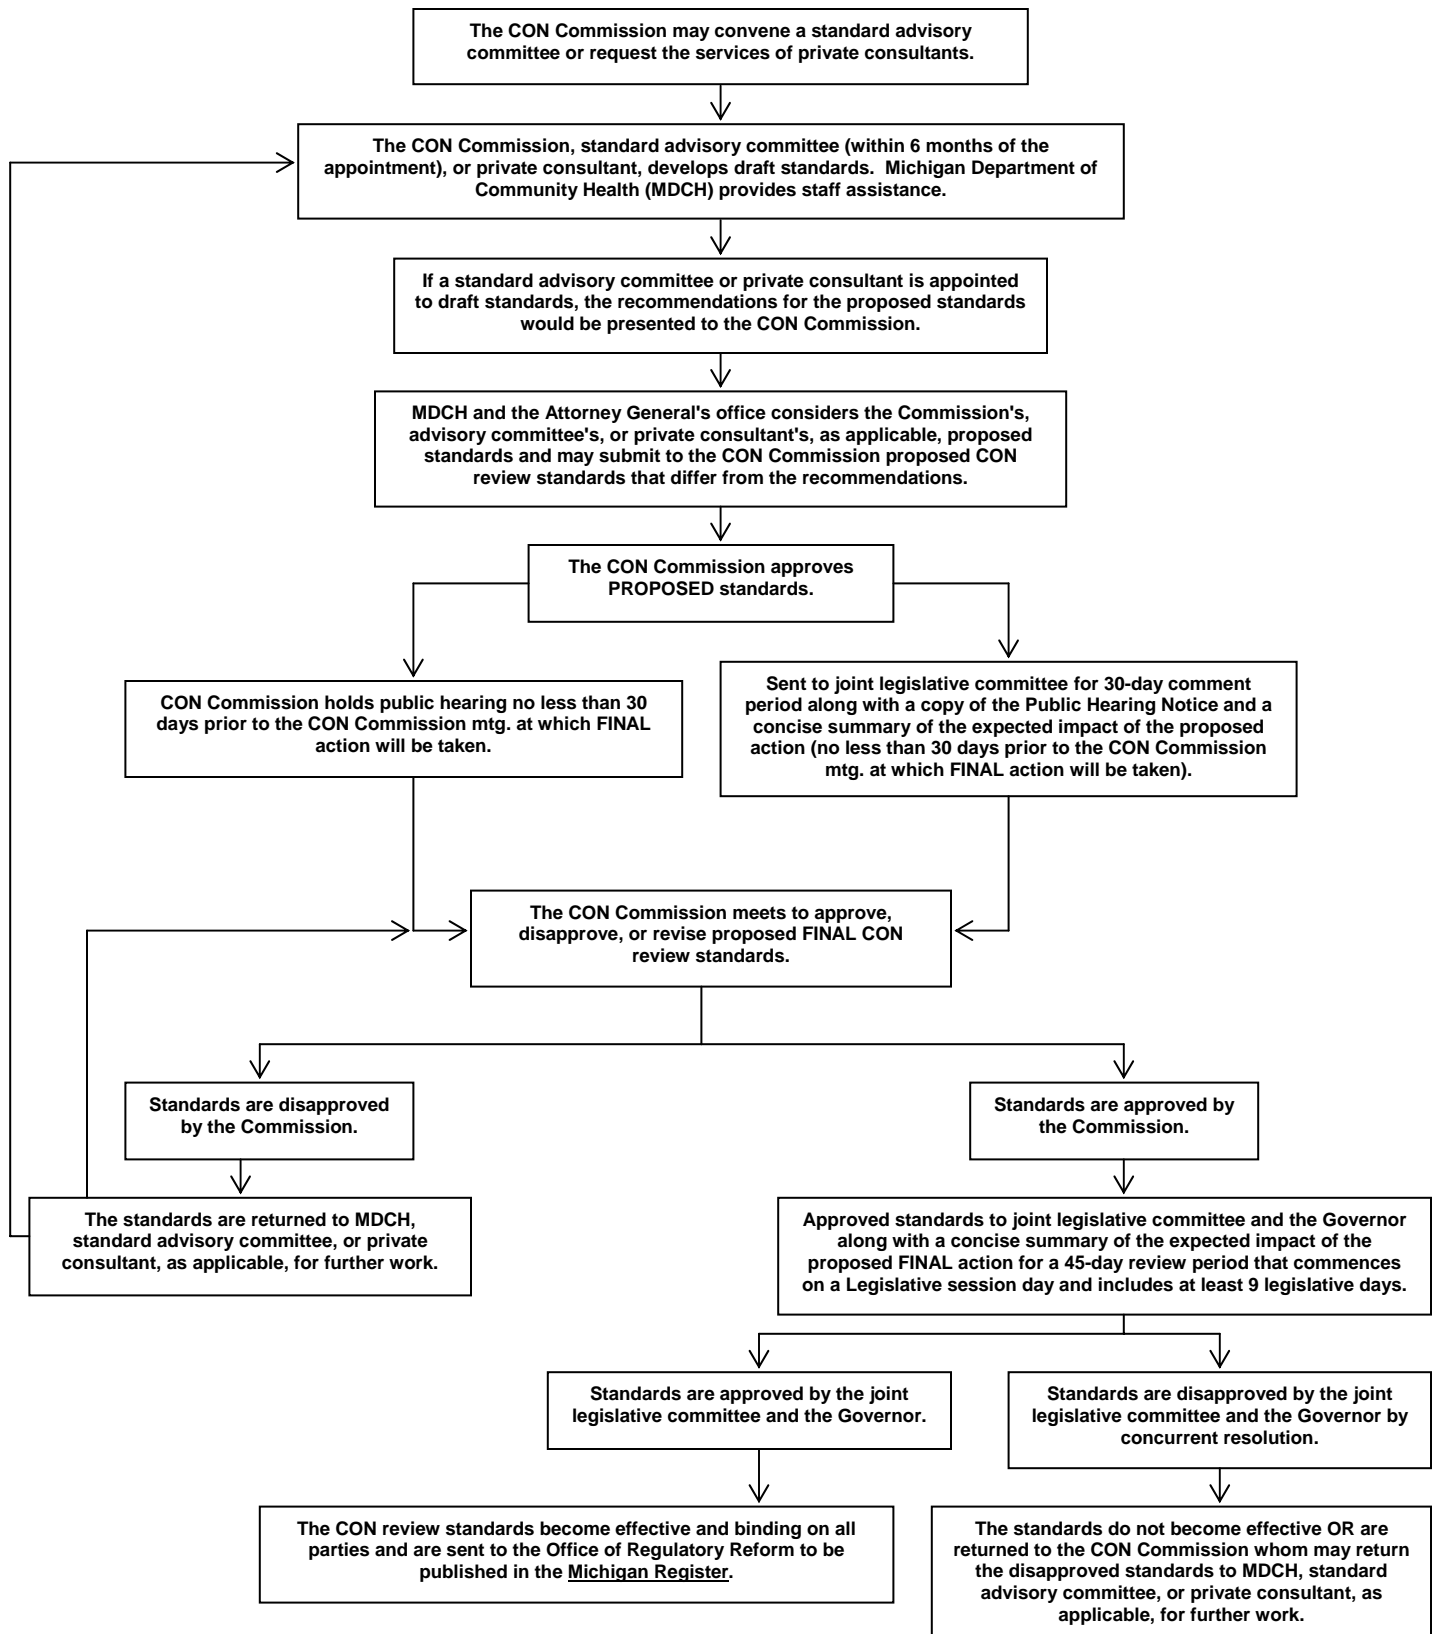 The CON Commission may convene a standard advisory
committee or request the services of private consultants.
The CON Commission, standard advisory committee (within 6 months of the
appointment), or private consultant, develops draft standards.  Michigan Department of
Community Health (MDCH) provides staff assistance.
If a standard advisory committee or private consultant is appointed
to draft standards, the recommendations for the proposed standards
would be presented to the CON Commission.
MDCH and the Attorney General's office considers the Commission's,
advisory committee's, or private consultant's, as applicable, proposed
standards and may submit to the CON Commission proposed CON
review standards that differ from the recommendations.
The CON Commission approves
PROPOSED standards.
CON Commission holds public hearing no less than 30
days prior to the CON Commission mtg. at which FINAL
action will be taken.
Sent to joint legislative committee for 30-day comment
period along with a copy of the Public Hearing Notice and a
concise summary of the expected impact of the proposed
action (no less than 30 days prior to the CON Commission
mtg. at which FINAL action will be taken).
The CON Commission meets to approve,
disapprove, or revise proposed FINAL CON
review standards.
Standards are disapproved
by the Commission.
Standards are approved by
the Commission.
The standards are returned to MDCH,
standard advisory committee, or private
consultant, as applicable, for further work.
Approved standards to joint legislative committee and the Governor
along with a concise summary of the expected impact of the
proposed FINAL action for a 45-day review period that commences
on a Legislative session day and includes at least 9 legislative days.
Standards are approved by the joint
legislative committee and the Governor.
Standards are disapproved by the joint
legislative committee and the Governor by
concurrent resolution.
The CON review standards become effective and binding on all
parties and are sent to the Office of Regulatory Reform to be
published in the Michigan Register.
The standards do not become effective OR are
returned to the CON Commission whom may return
the disapproved standards to MDCH, standard
advisory committee, or private consultant, as
applicable, for further work.